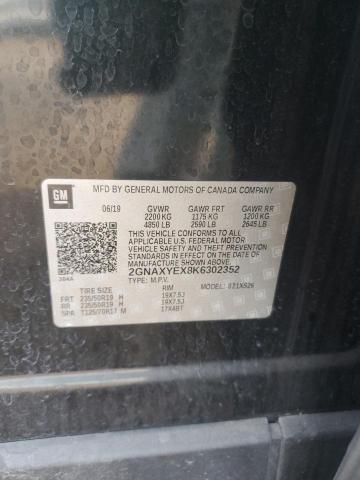 GM
MFD BY GENERAL MOTORS OF CANADA COMPANY
06/19 GVWR GAWR FRT GAWR RR
2200 KG 1175 KG 1200 KG
4850 LB 2590 LB 2645 LB
THIS VEHICLE CONFORMS TO ALL
APPLICABLE U.S. FEDERAL MOTOR
VEHICLE SAFETY, BUMPER, AND THEFT
PREVENTION STANDARDS IN EFFECT ON
THE DATE OF MANUFACTURE SHOWN ABOVE.
2GNAXYEX8K6302352
TYPE: M.P.V. MODEL: 1XS26
TIRE SIZE RIM
FRT 235/50R19 H 19X7.5J
RR 235/50R19 H 19X7.5J
SPA T125/70R17 M 17X4BT